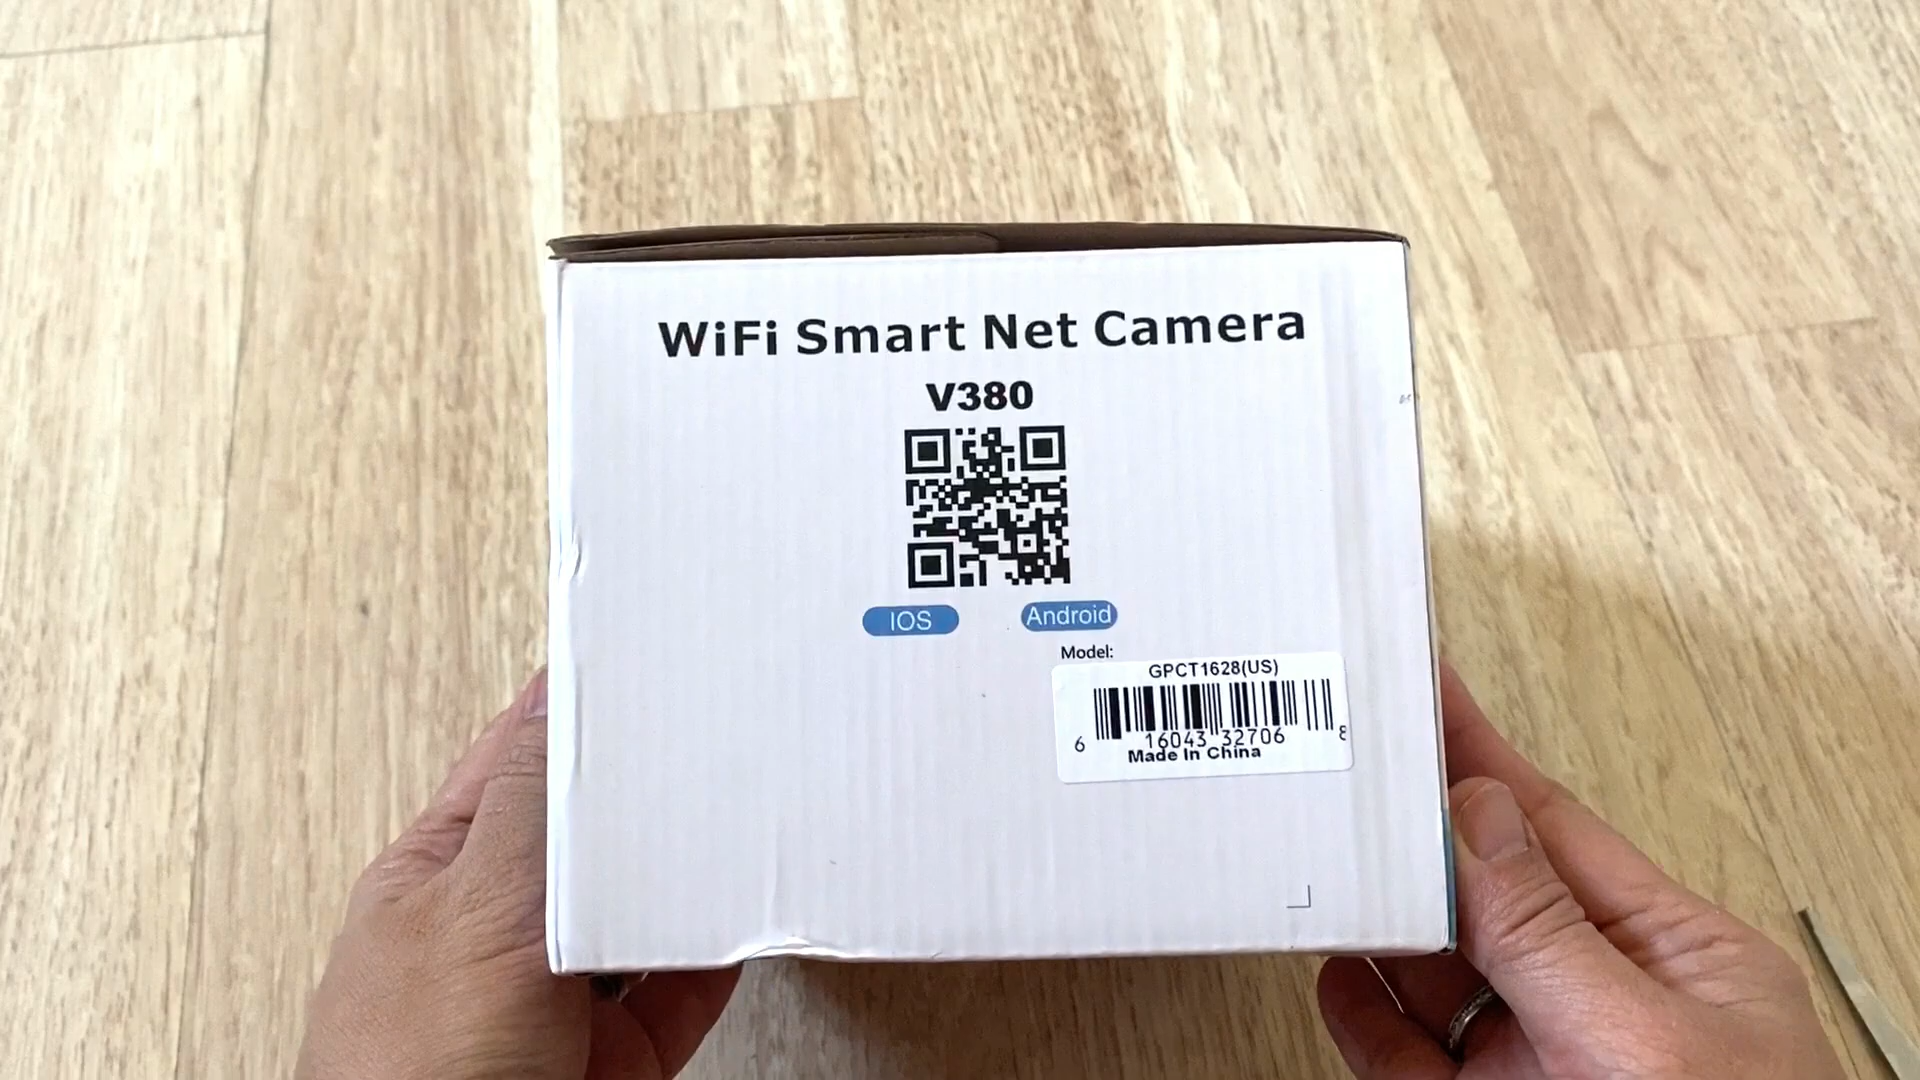 WiFi Smart Net Camera
V380
IOS
Android
Model:
GPCT1628(US)
6 16043 32706 8
Made In China